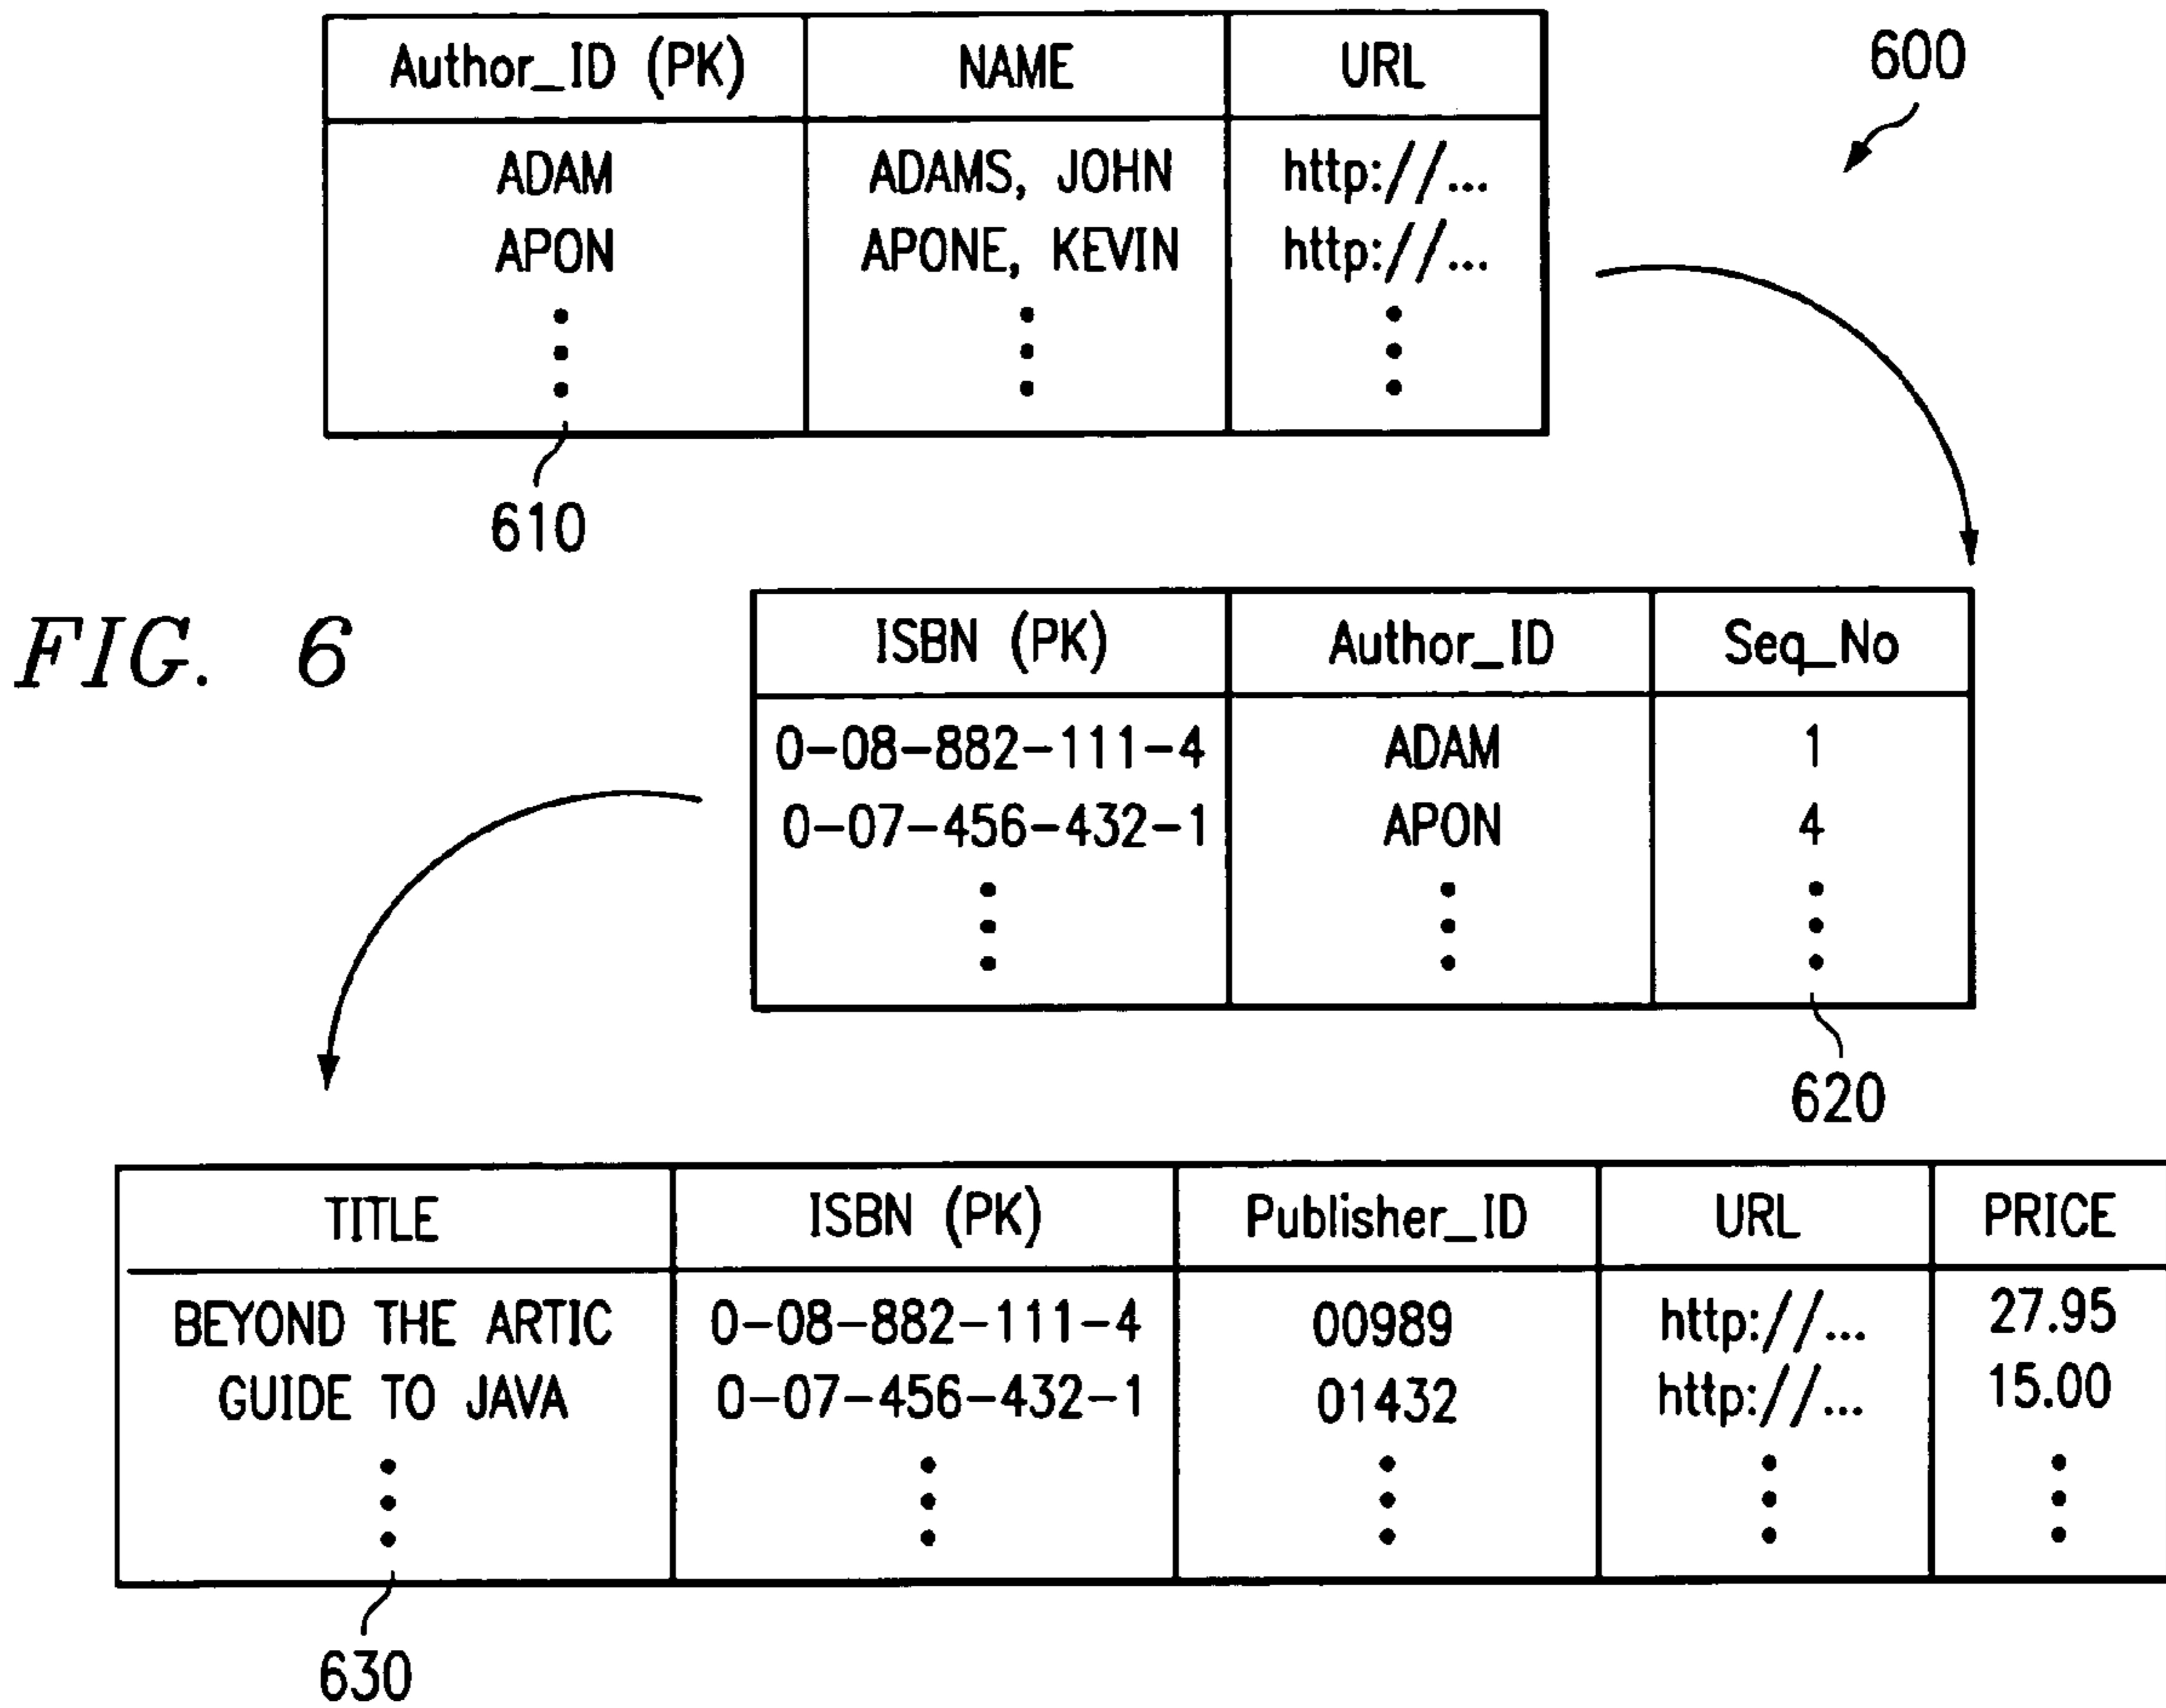 Author_ID (PK) NAME URL
600
ADAM ADAMS, JOHN http://...
APON APONE, KEVIN http://...
610
FIG. 6
ISBN (PK) Author_ID Seq_No
0-08-882-111-4 ADAM 1
0-07-456-432-1 APON 4
620
TITLE ISBN (PK) Publisher_ID URL PRICE
BEYOND THE ARTIC 0-08-882-111-4 00989 http://... 27.95
GUIDE TO JAVA 0-07-456-432-1 01432 http://... 15.00
630